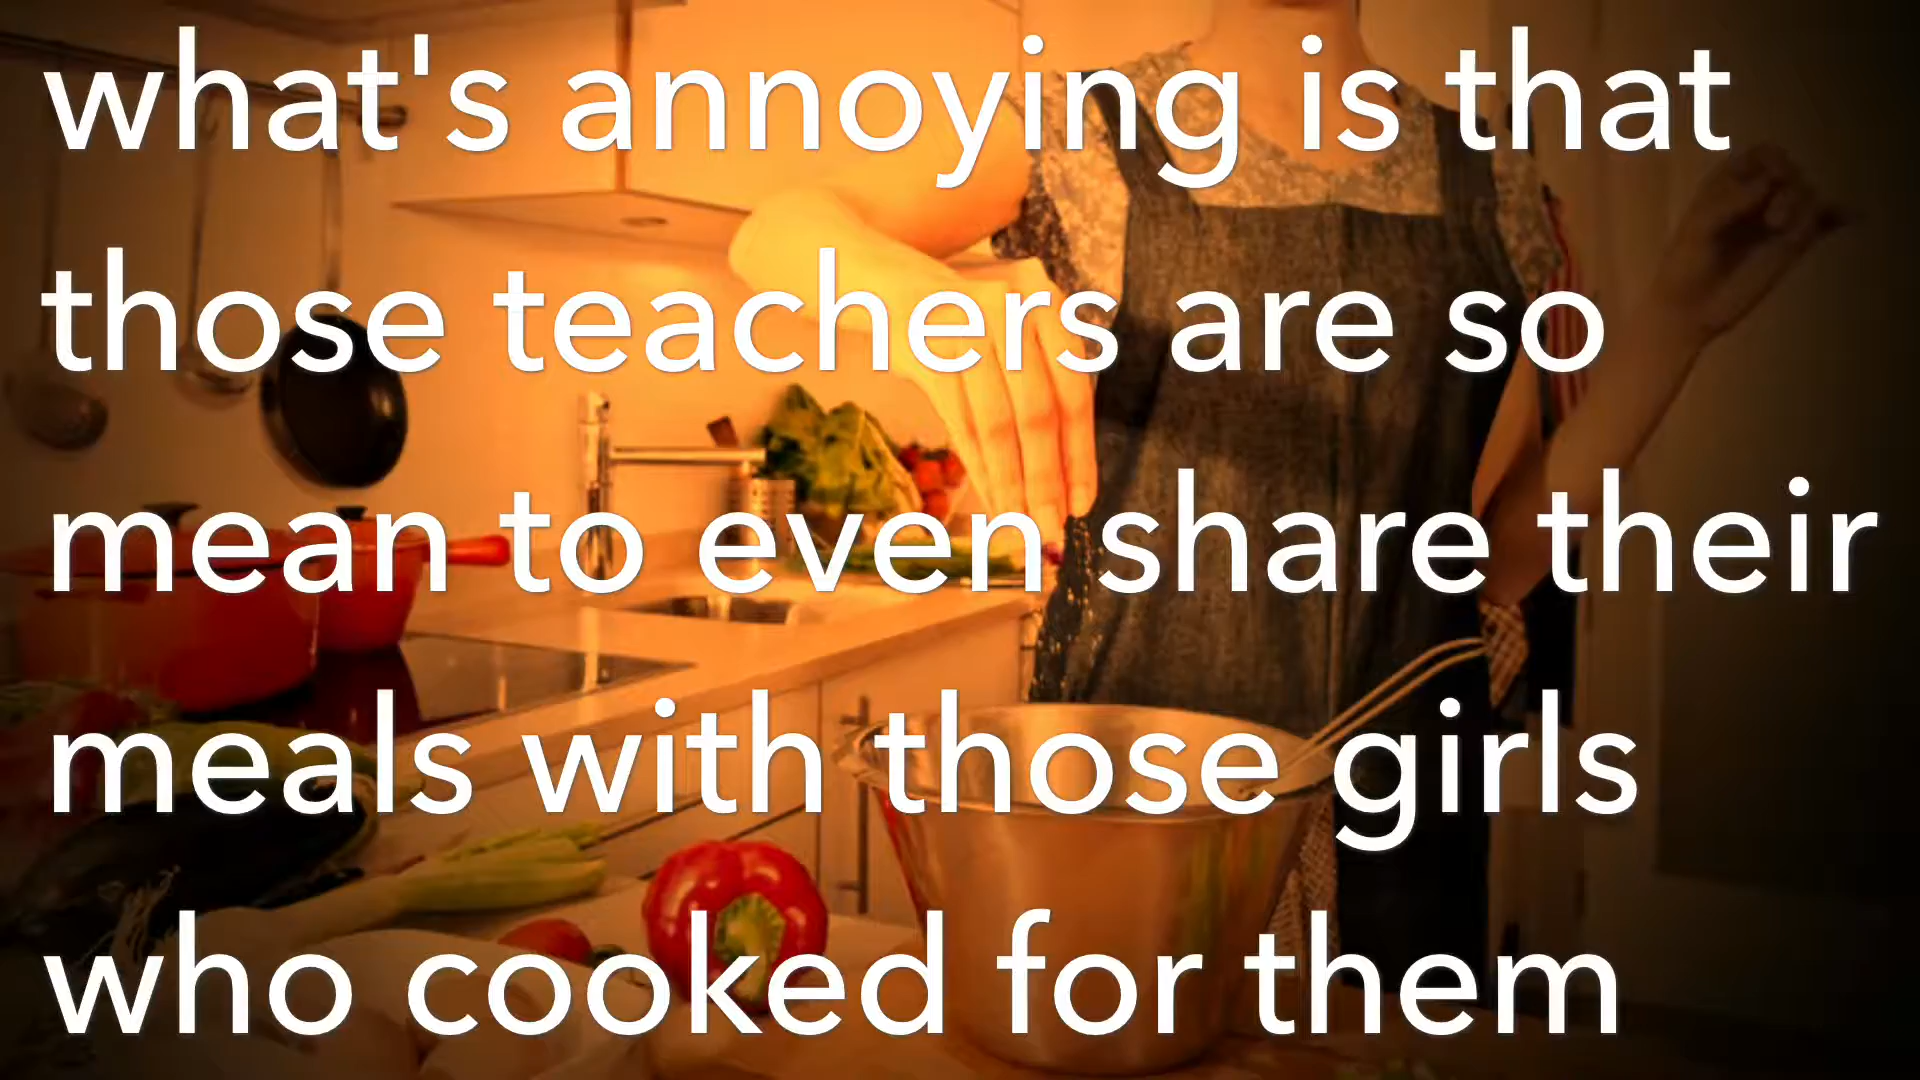 what's annoying is that
those teachers are so
mean to even share their
meals with those girls
who cooked for them